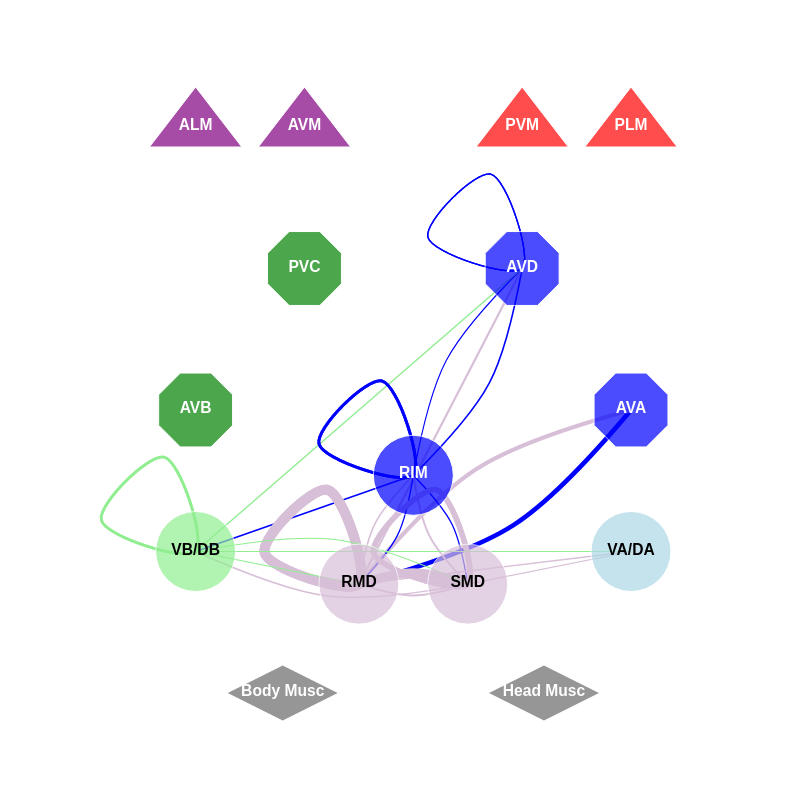 ALM
AVM
PVM
PLM
PVC
AVD
AVB
AVA
RIM
VB/DB
VA/DA
RMD
SMD
Body Musc
Head Musc